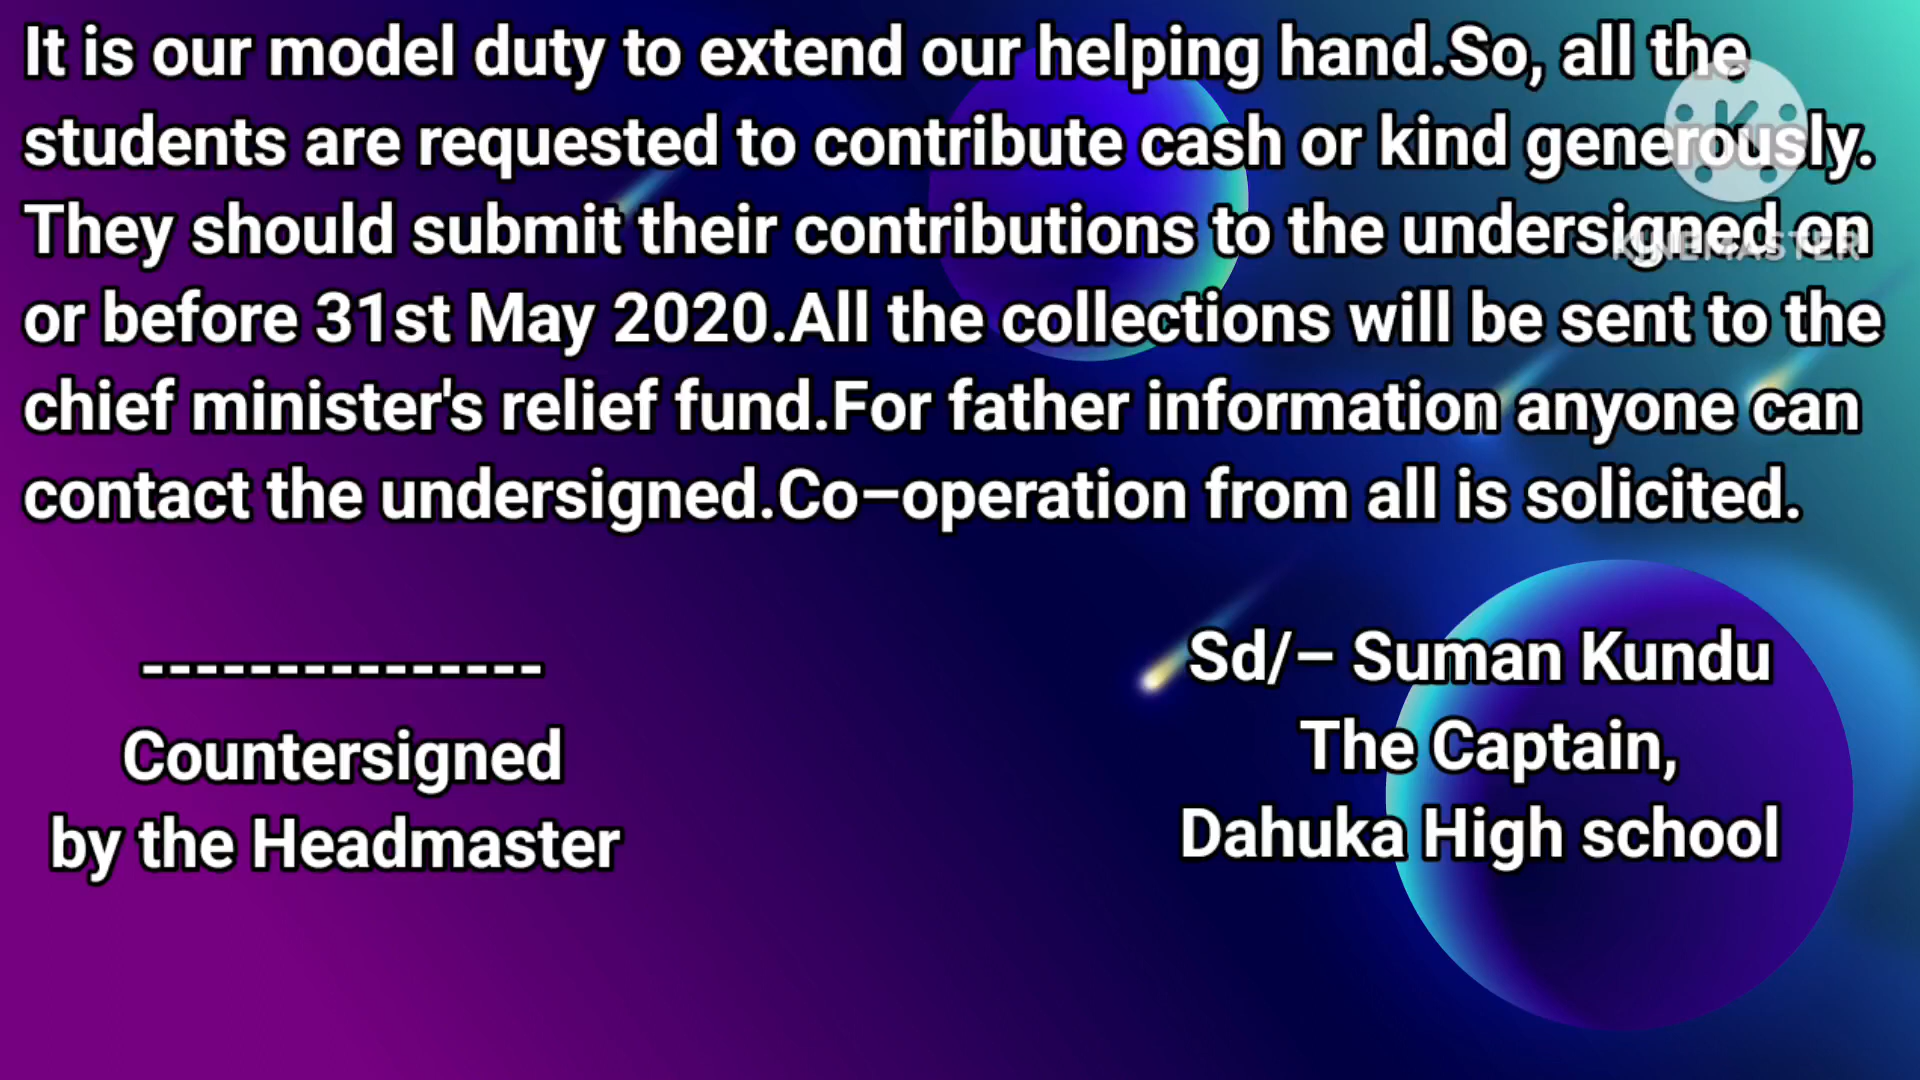 It is our model duty to extend our helping hand.So, all the
students are requested to contribute cash or kind generously.
They should submit their contributions to the undersigned on
or before 31st May 2020.All the collections will be sent to the
chief minister's relief fund.For father information anyone can
contact the undersigned.Co–operation from all is solicited.
---------------
Countersigned
by the Headmaster
Sd/– Suman Kundu
The Captain,
Dahuka High school
K
KINEMASTER